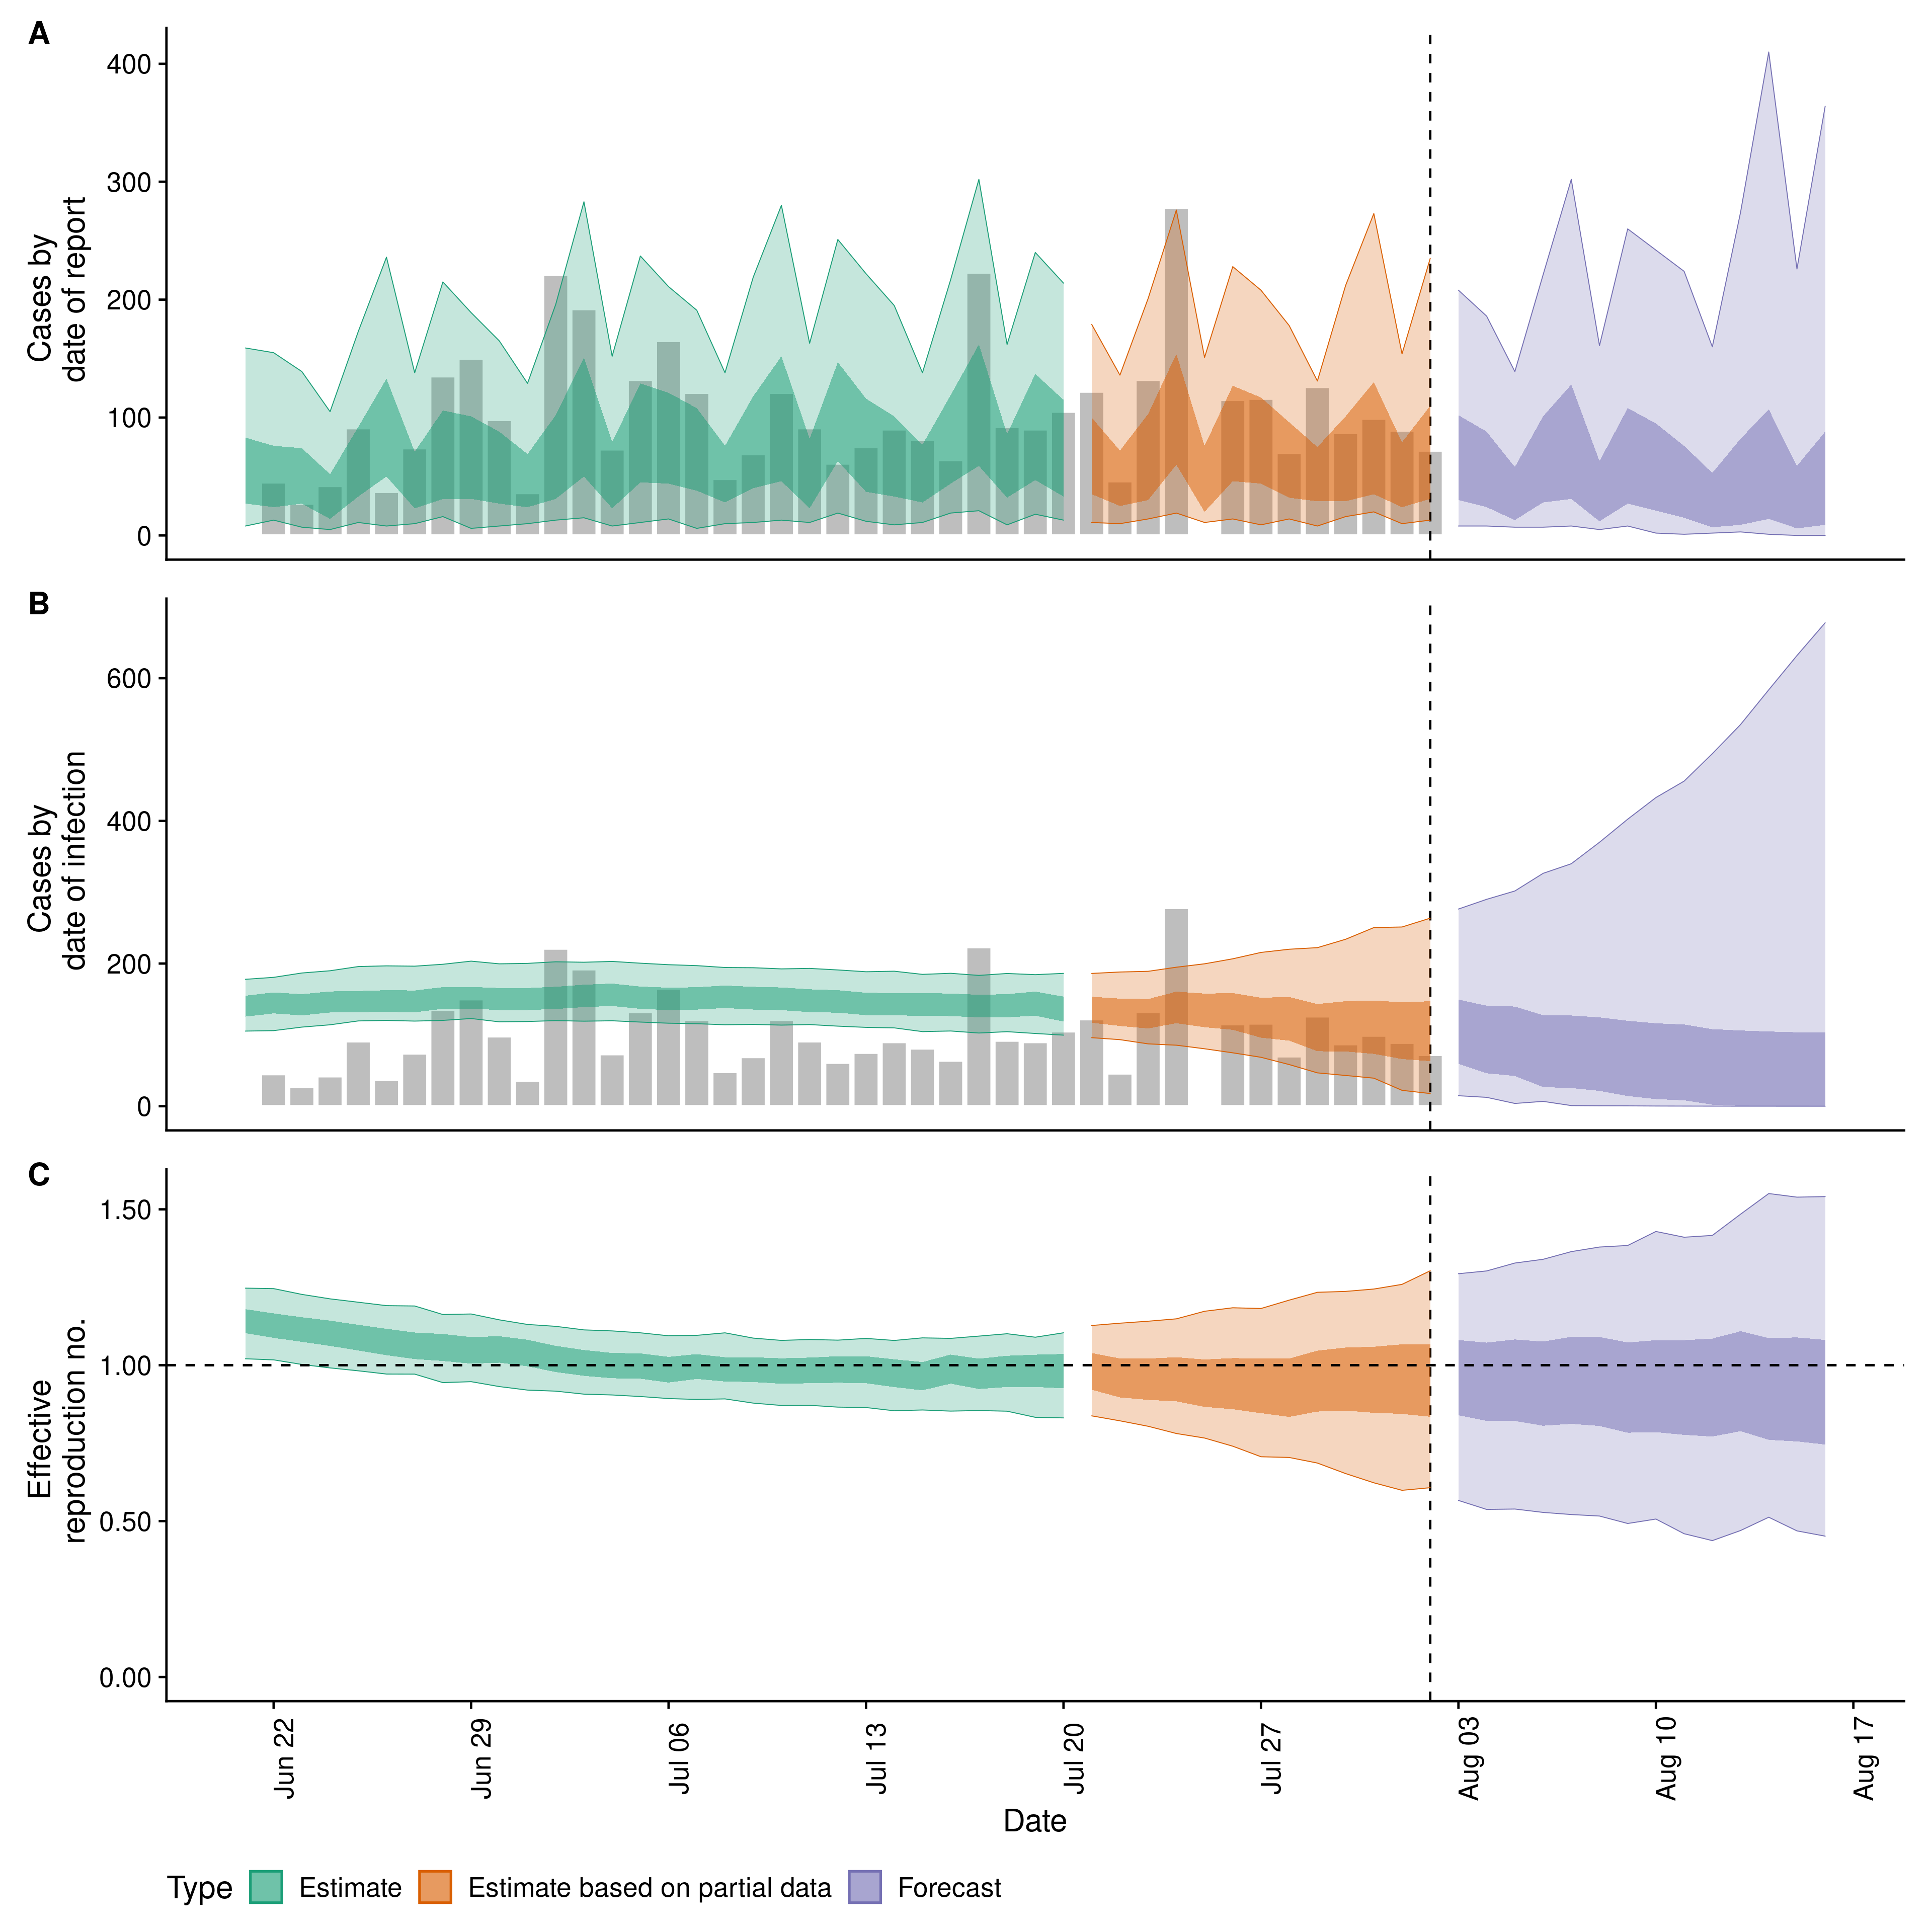 A
400
300
200
100
0
Cases by
date of report
B
600
400
200
0
Cases by
date of infection
C
1.50
1.00
0.50
0.00
Effective
reproduction no.
Jun 22
Jun 29
Jul 06
Jul 13
Jul 20
Jul 27
Aug 03
Aug 10
Aug 17
Date
Type Estimate Estimate based on partial data Forecast